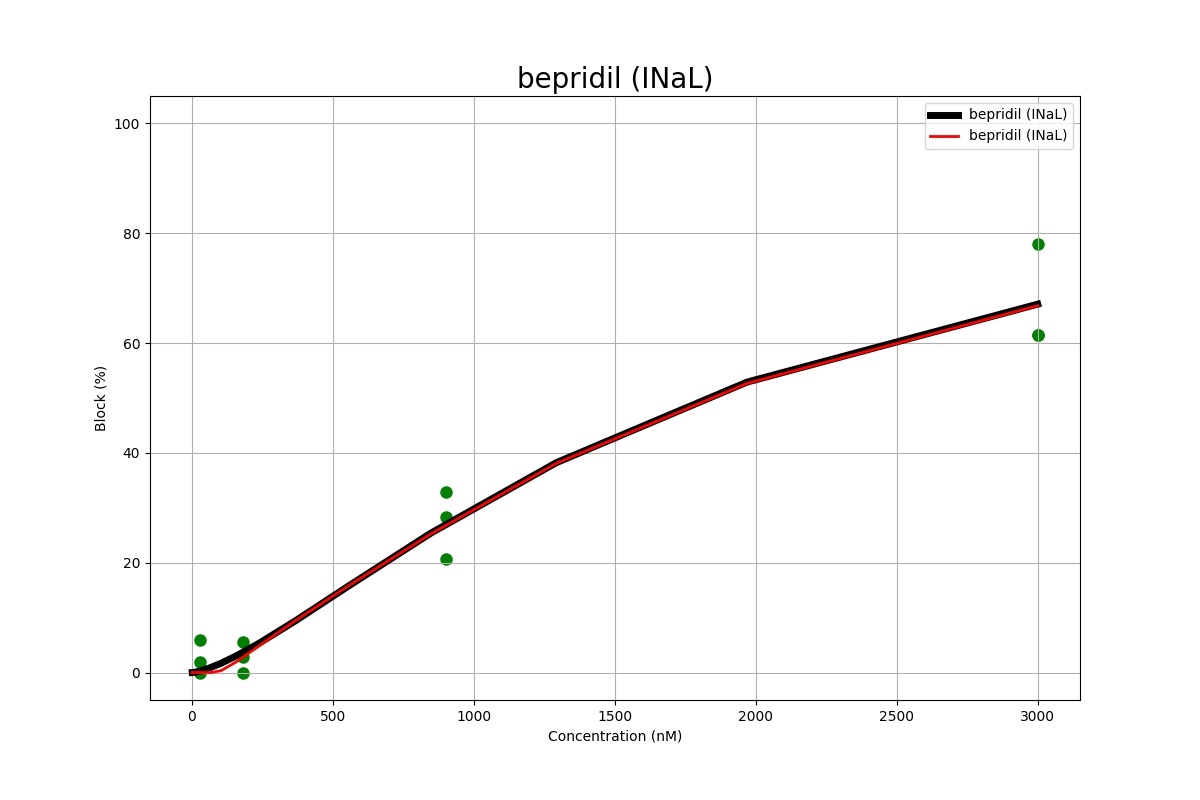 bepridil (INaL)
bepridil (INaL)
bepridil (INaL)
100
80
60
40
20
0
Block (%)
0 500 1000 1500 2000 2500 3000
Concentration (nM)